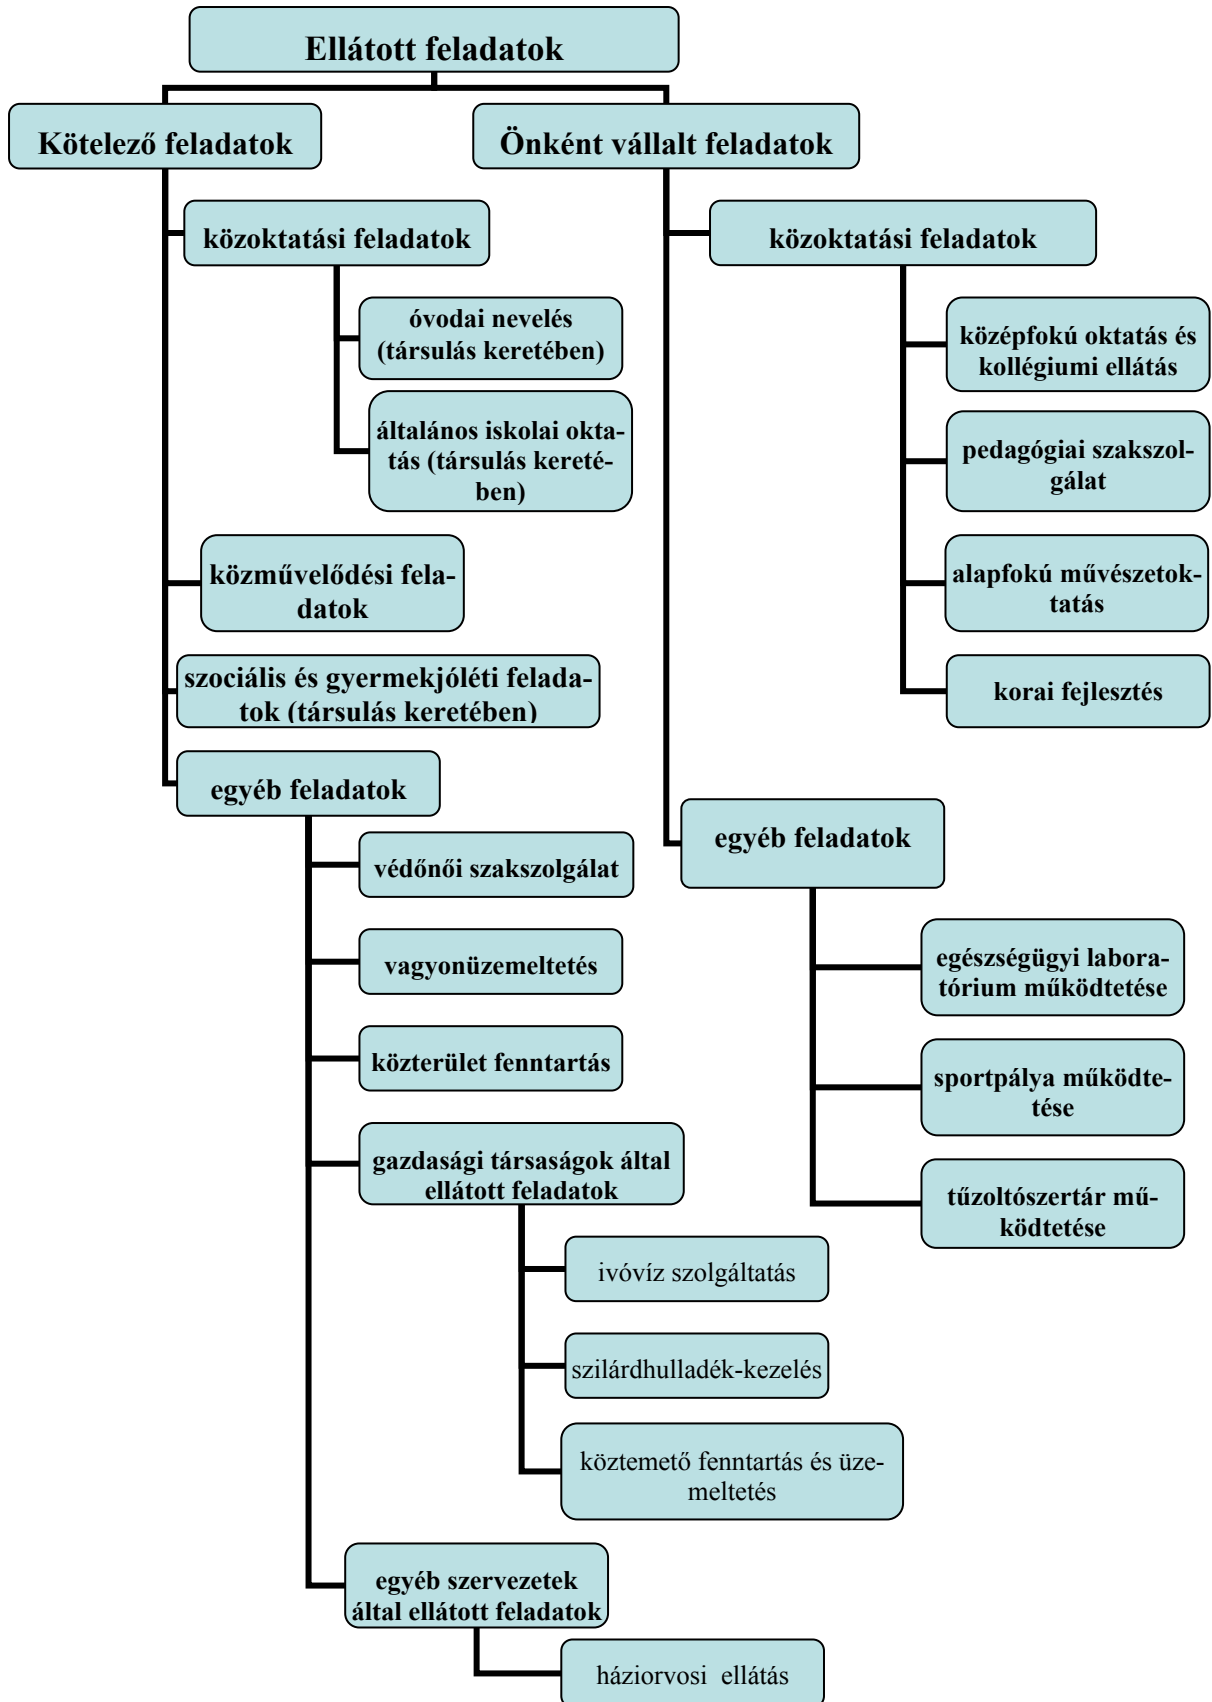 Ellátott feladatok
Kötelező feladatok
közoktatási feladatok
óvodai nevelés
(társulás keretében)
általános iskolai okta-
tás (társulás kereté-
ben)
közművelődési fela-
datok
szociális és gyermekjóléti felada-
tok (társulás keretében)
egyéb feladatok
védőnői szakszolgálat
vagyonüzemeltetés
közterület fenntartás
gazdasági társaságok által
ellátott feladatok
ivóvíz szolgáltatás
szilárdhulladék-kezelés
köztemető fenntartás és üze-
meltetés
egyéb szervezetek
által ellátott feladatok
háziorvosi ellátás
Önként vállalt feladatok
közoktatási feladatok
középfokú oktatás és
kollégiumi ellátás
pedagógiai szakszol-
gálat
alapfokú művészetok-
tatás
korai fejlesztés
egyéb feladatok
egészségügyi labora-
tórium működtetése
sportpálya működte-
tése
tűzoltószertár mű-
ködtetése